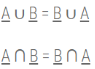 A ∪ B = B ∪ A
A ∩ B = B ∩ A